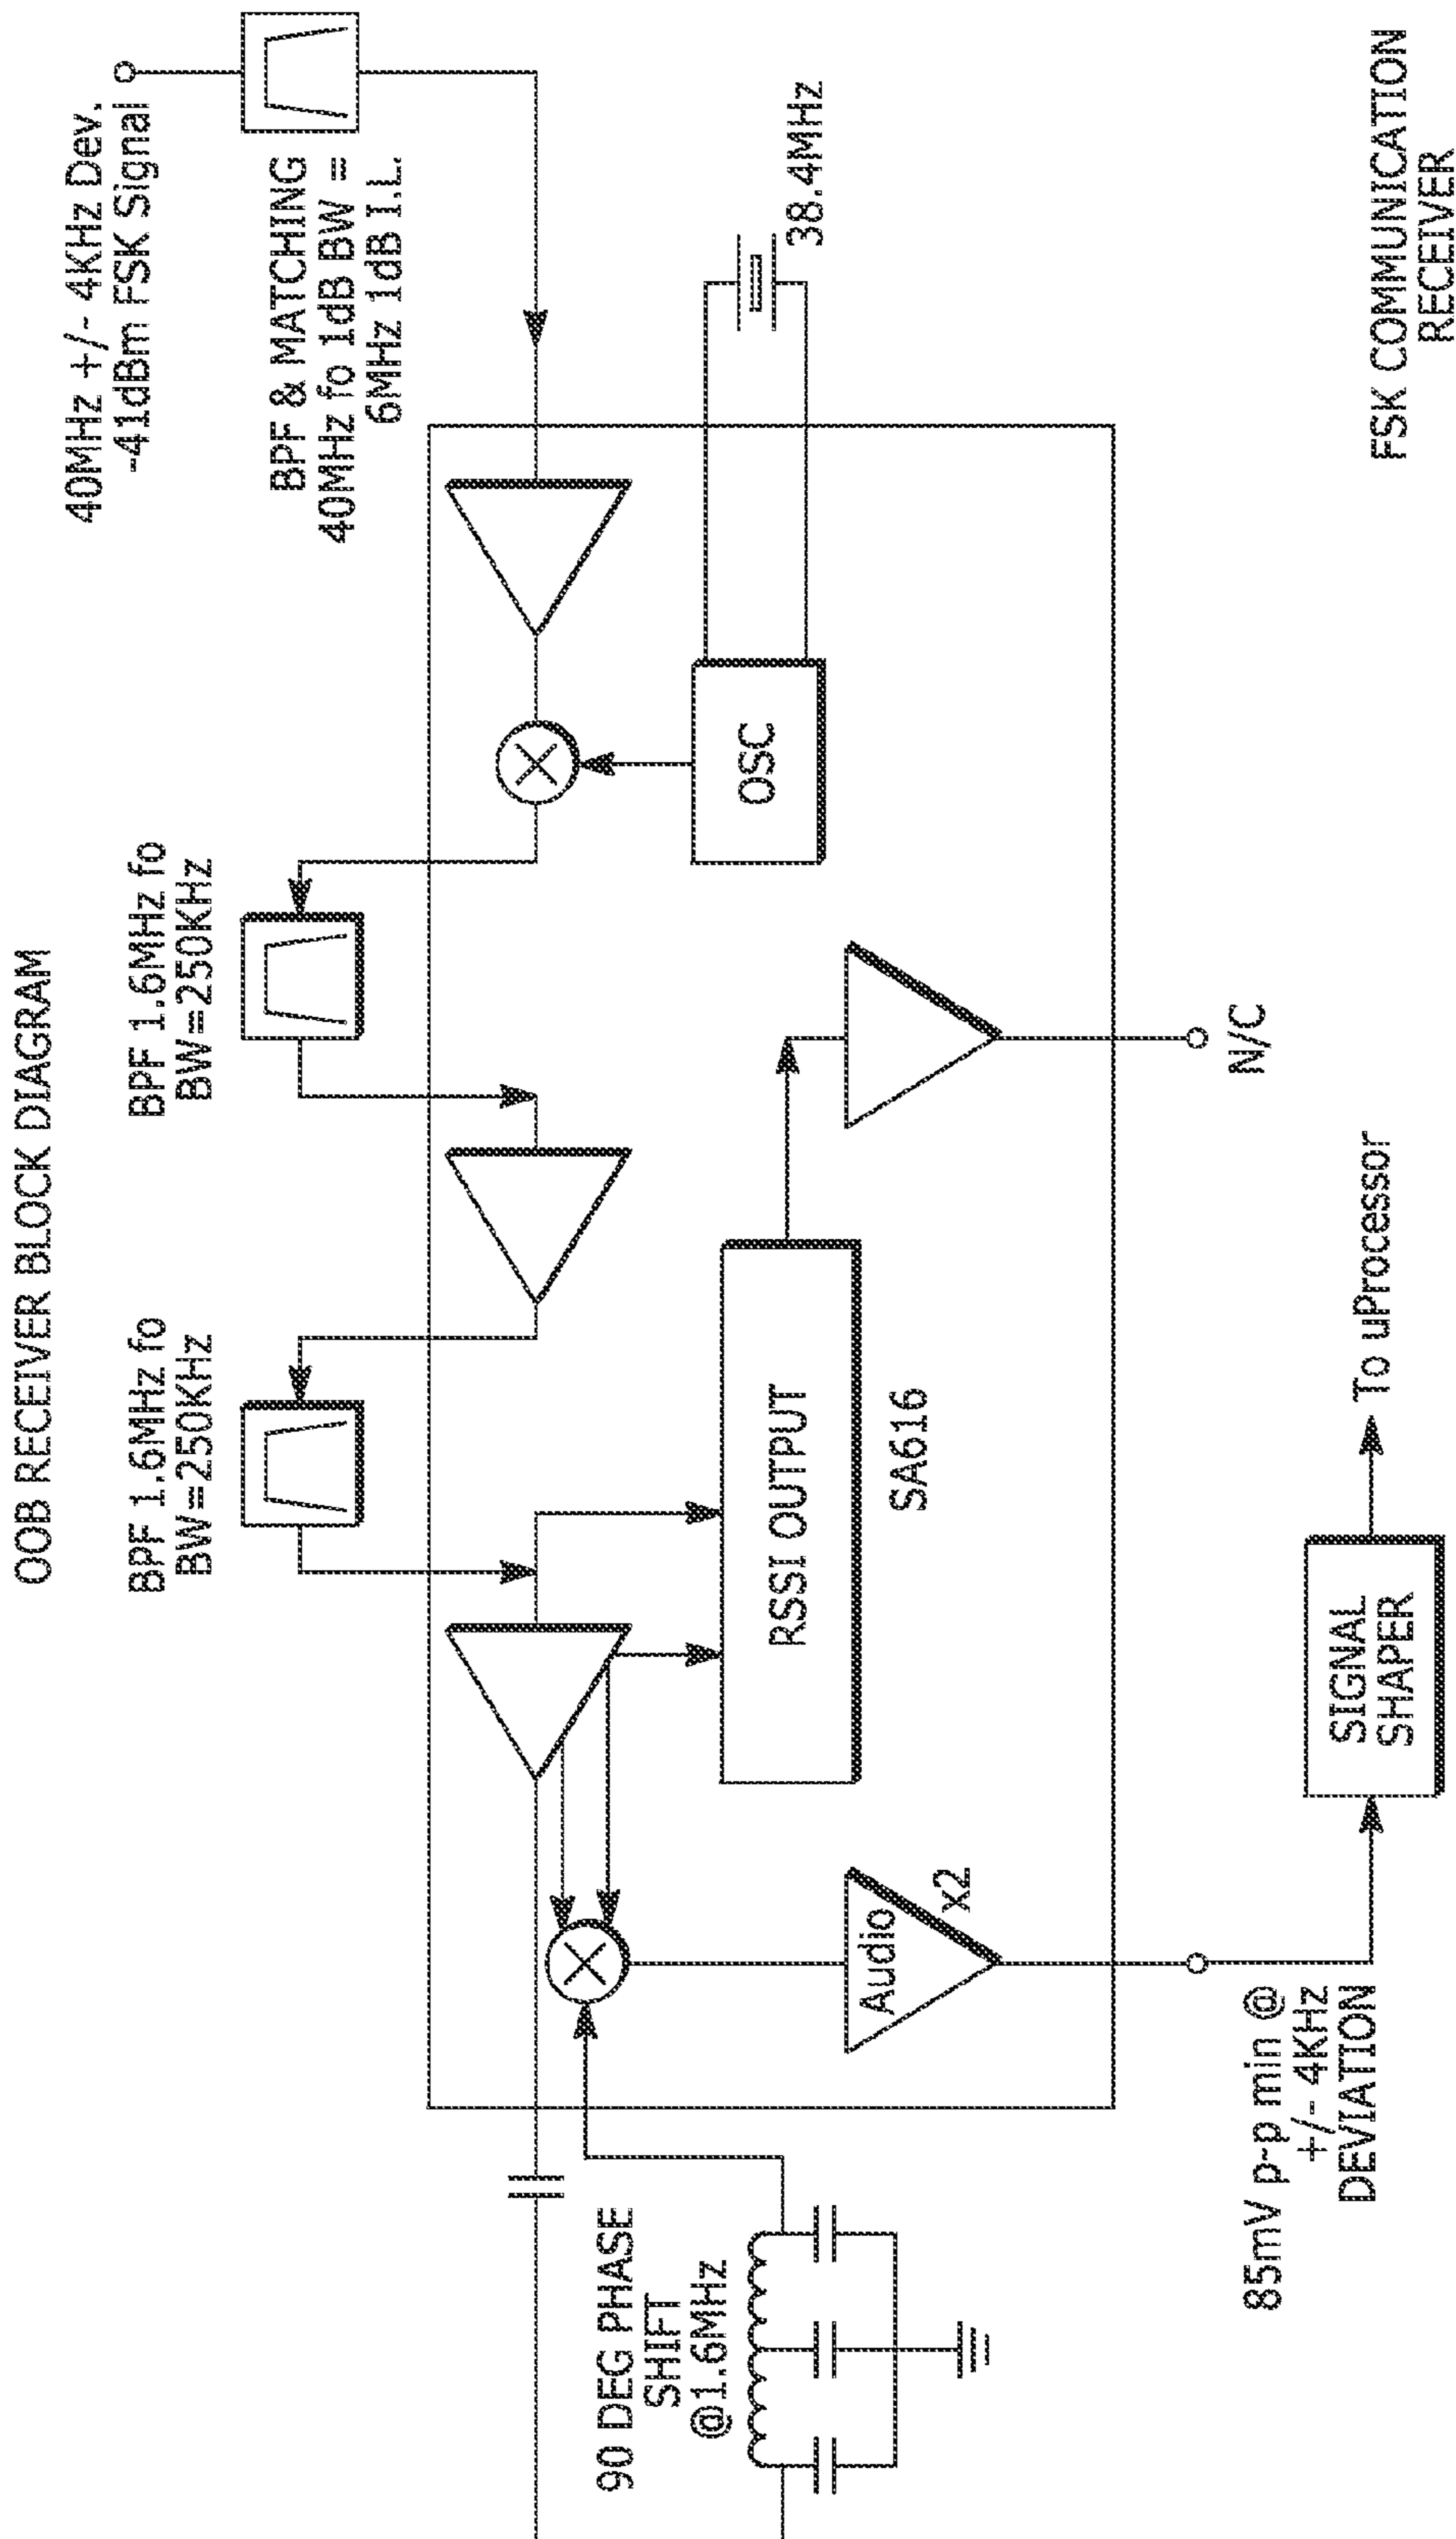 OOB RECEIVER BLOCK DIAGRAM
40MHz +/- 4KHz Dev.
-41dBm FSK Signal
BPF & MATCHING
40MHz fo 1dB BW =
6MHz 1dB I.L.
BPF 1.6MHz fo
BW=250KHz
BPF 1.6MHz fo
BW=250KHz
38.4MHz
OSC
RSSI OUTPUT
SA616
N/C
90 DEG PHASE
SHIFT
@1.6MHz
Audio
x2
85mV p-p min @
+/- 4KHz
DEVIATION
SIGNAL
SHAPER
To uProcessor
FSK COMMUNICATION
RECEIVER